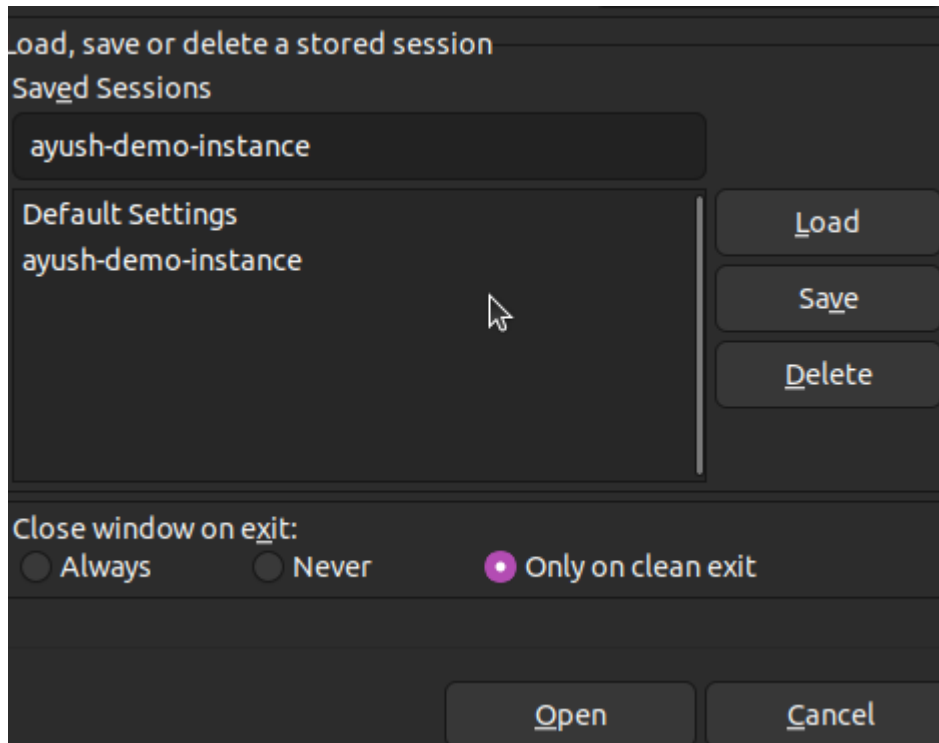 Load, save or delete a stored session
Saved Sessions
ayush-demo-instance
Default Settings
ayush-demo-instance
Load
Save
Delete
Close window on exit:
Always Never Only on clean exit
Open Cancel